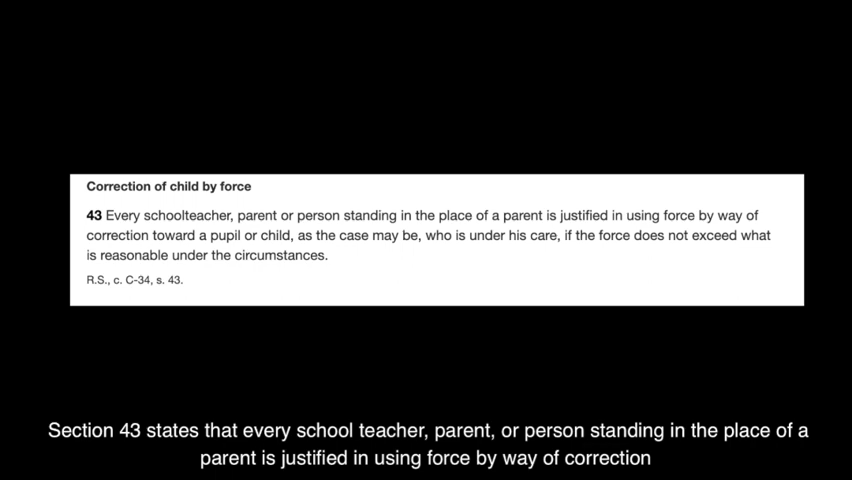 Correction of child by force
43 Every schoolteacher, parent or person standing in the place of a parent is justified in using force by way of
correction toward a pupil or child, as the case may be, who is under his care, if the force does not exceed what
is reasonable under the circumstances.
R.S., c. C-34, s. 43.
Section 43 states that every school teacher, parent, or person standing in the place of a
parent is justified in using force by way of correction